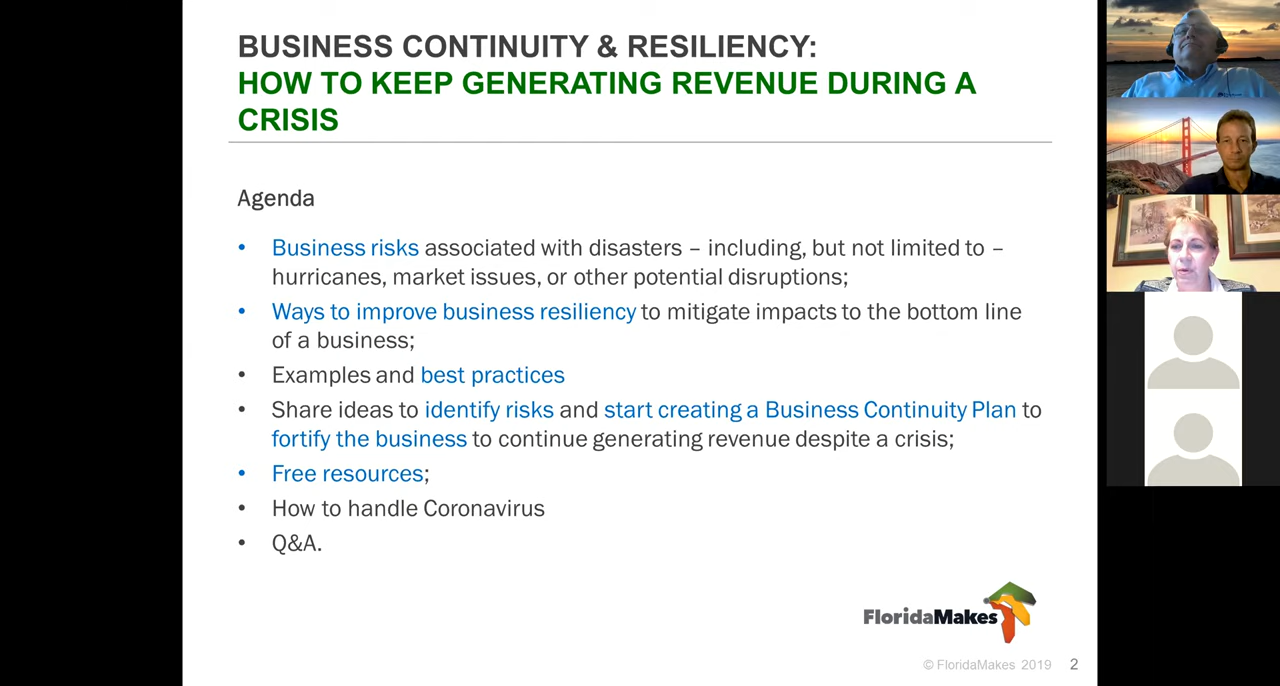 BUSINESS CONTINUITY & RESILIENCY:
HOW TO KEEP GENERATING REVENUE DURING A
CRISIS
Agenda
• Business risks associated with disasters – including, but not limited to –
hurricanes, market issues, or other potential disruptions;
• Ways to improve business resiliency to mitigate impacts to the bottom line
of a business;
• Examples and best practices
• Share ideas to identify risks and start creating a Business Continuity Plan to
fortify the business to continue generating revenue despite a crisis;
• Free resources;
• How to handle Coronavirus
• Q&A.
FloridaMakes
© FloridaMakes 2019 2